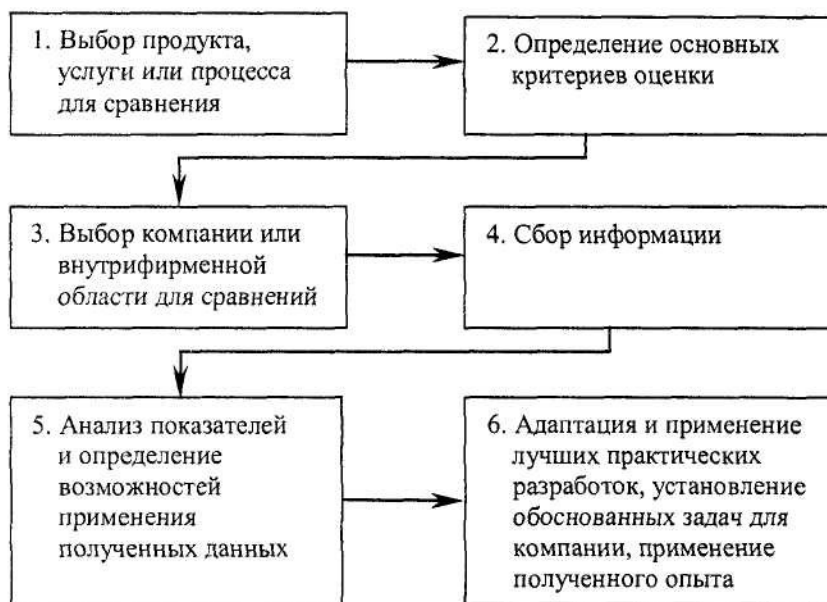 1. Выбор продукта,
услуги или процесса
для сравнения
2. Определение основных
критериев оценки
3. Выбор компании или
внутрифирменной
области для сравнений
4. Сбор информации
5. Анализ показателей
и определение
возможностей
применения
полученных данных
6. Адаптация и применение
лучших практических
разработок, установление
обоснованных задач для
компании, применение
полученного опыта